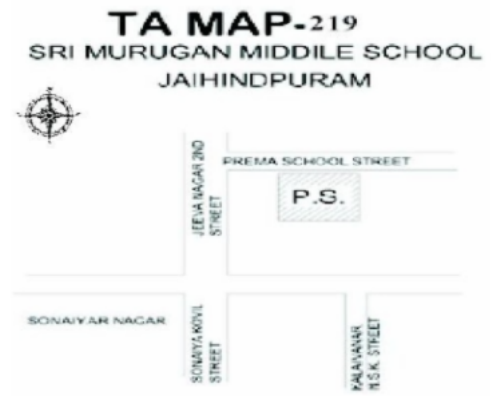 TA MAP-219
SRI MURUGAN MIDDILE SCHOOL
JAIHINDPURAM
JEEVA NAGAR 2ND
STREET
PREMA SCHOOL STREET
P.S.
SONAIYAR NAGAR
SONAIYA KOVIL
STREET
KALAIVANAR
N.S.K. STREET